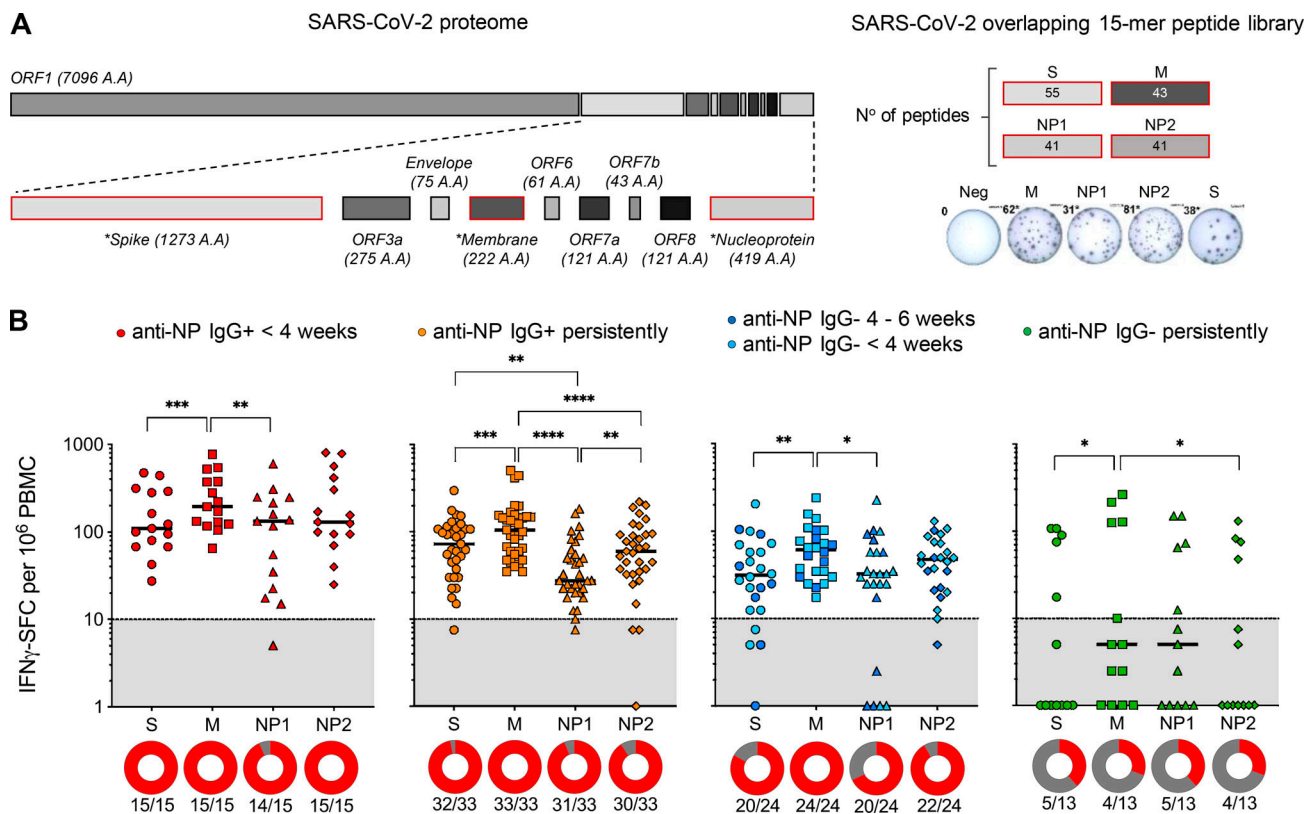 A
SARS-CoV-2 proteome
SARS-CoV-2 overlapping 15-mer peptide library
ORF1 (7096 A.A)
S M
55 43
Nº of peptides
NP1 NP2
41 41
Envelope
(75 A.A)
ORF6
(61 A.A)
ORF7b
(43 A.A)
*Spike (1273 A.A)
ORF3a
(275 A.A)
*Membrane
(222 A.A)
ORF7a
(121 A.A)
ORF8
(121 A.A)
*Nucleoprotein
(419 A.A)
Neg M NP1 NP2 S
0 62* 31* 81* 38*
B
anti-NP IgG+ < 4 weeks
anti-NP IgG+ persistently
anti-NP IgG- 4 - 6 weeks
anti-NP IgG- < 4 weeks
anti-NP IgG- persistently
IFNγ-SFC per 10⁶ PBMC
1000
100
10
1
*** **
**
****
*** **** **
** *
* *
S M NP1 NP2
15/15 15/15 14/15 15/15
S M NP1 NP2
32/33 33/33 31/33 30/33
S M NP1 NP2
20/24 24/24 20/24 22/24
S M NP1 NP2
5/13 4/13 5/13 4/13